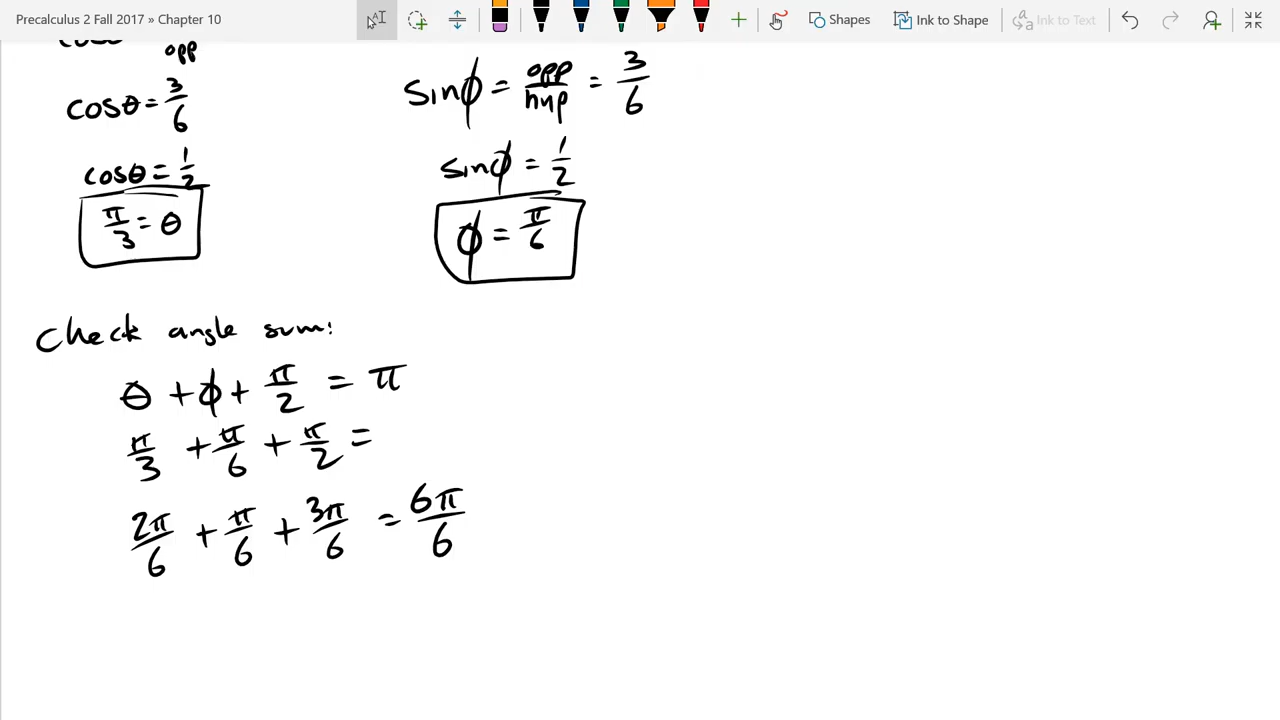 Precalculus 2 Fall 2017 » Chapter 10
Shapes
Ink to Shape
Ink to Text
opp
cosθ = 3/6
cosθ = 1/2
π/3 = θ
sinϕ = opp/hyp = 3/6
sinϕ = 1/2
ϕ = π/6
Check angle sum:
θ + ϕ + π/2 = π
π/3 + π/6 + π/2 =
2π/6 + π/6 + 3π/6 = 6π/6